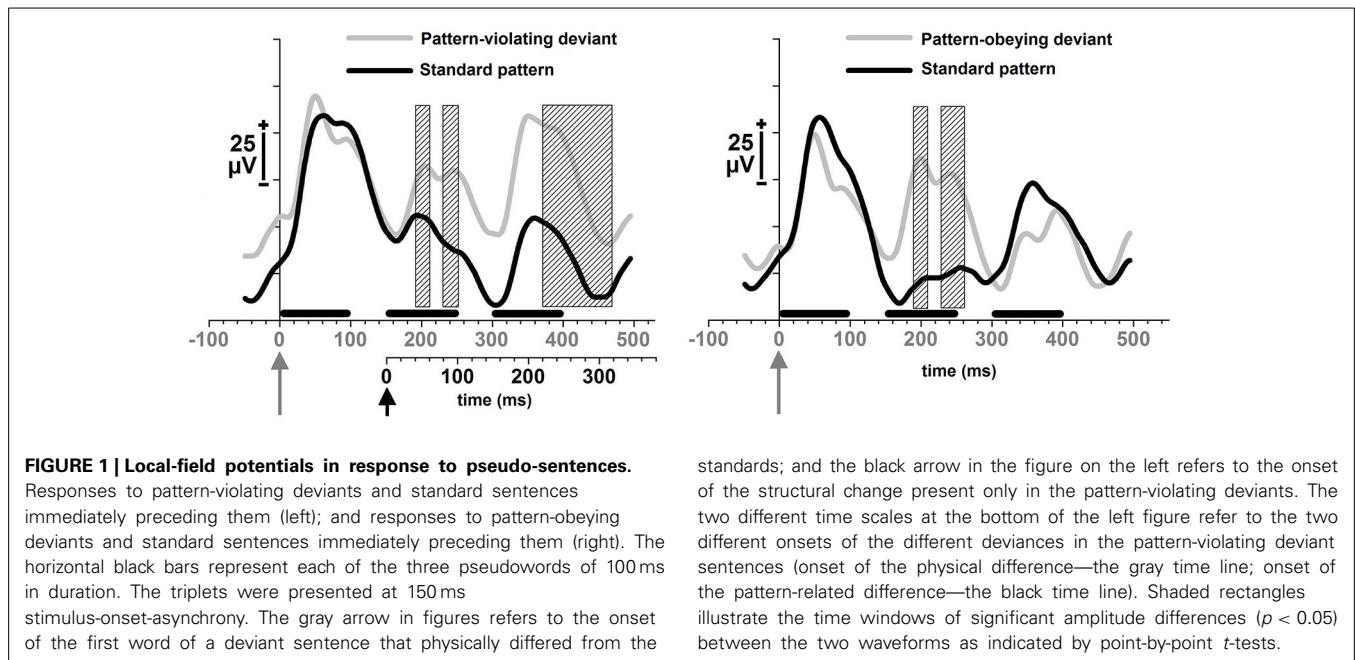 Pattern-violating deviant
Standard pattern
+
25
µV
–
-100 0 100 200 300 400 500
0 100 200 300
time (ms)
Pattern-obeying deviant
Standard pattern
+
25
µV
–
-100 0 100 200 300 400 500
time (ms)
FIGURE 1 | Local-field potentials in response to pseudo-sentences.
Responses to pattern-violating deviants and standard sentences
immediately preceding them (left); and responses to pattern-obeying
deviants and standard sentences immediately preceding them (right). The
horizontal black bars represent each of the three pseudowords of 100 ms
in duration. The triplets were presented at 150 ms
stimulus-onset-asynchrony. The gray arrow in figures refers to the onset
of the first word of a deviant sentence that physically differed from the
standards; and the black arrow in the figure on the left refers to the onset
of the structural change present only in the pattern-violating deviants. The
two different time scales at the bottom of the left figure refer to the two
different onsets of the different deviances in the pattern-violating deviant
sentences (onset of the physical difference—the gray time line; onset of
the pattern-related difference—the black time line). Shaded rectangles
illustrate the time windows of significant amplitude differences (p < 0.05)
between the two waveforms as indicated by point-by-point t-tests.